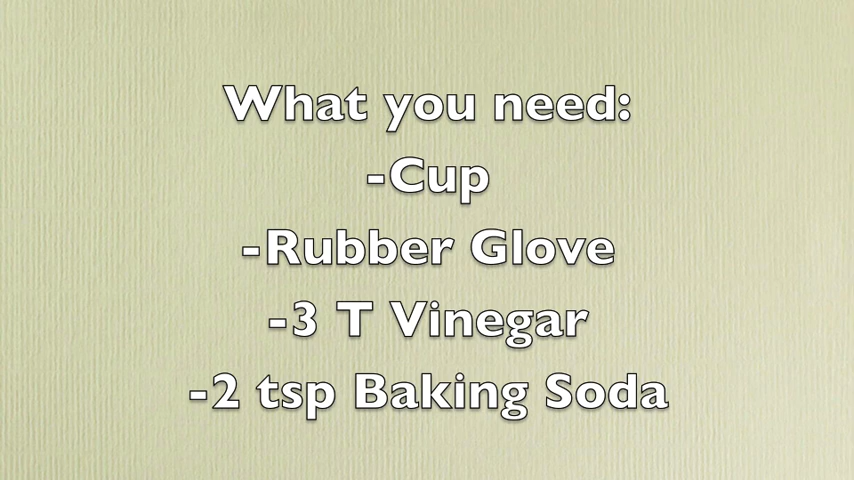 What you need:
-Cup
-Rubber Glove
-3 T Vinegar
-2 tsp Baking Soda